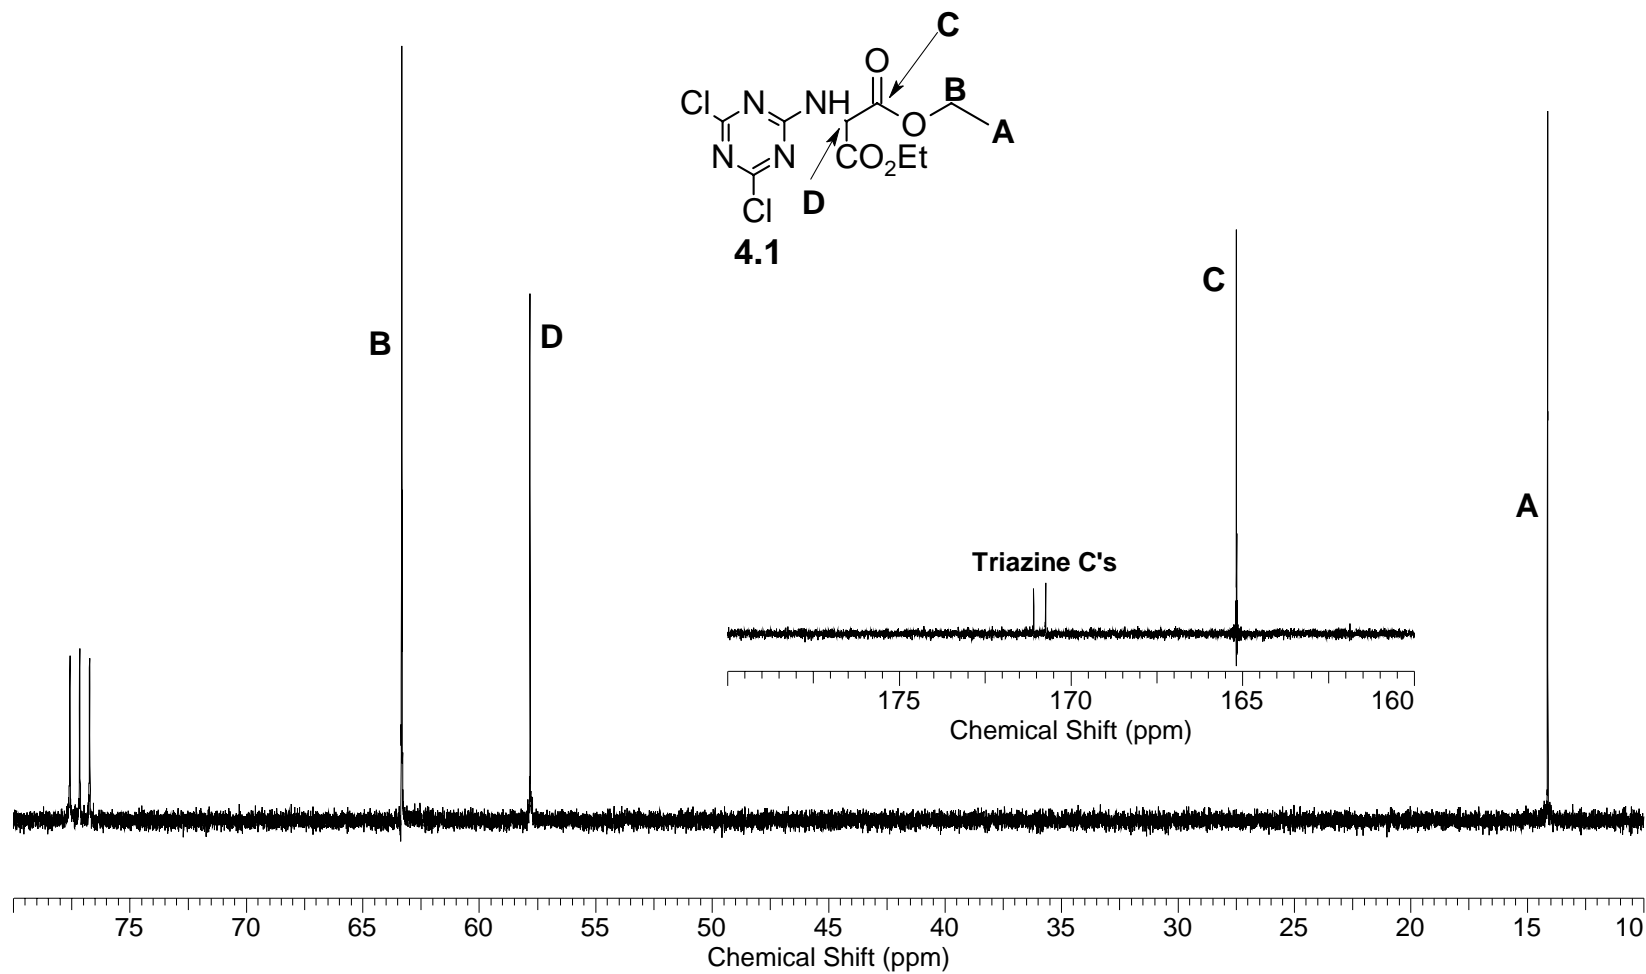 C
O
B
Cl
N
NH
O
A
N
N
CO2Et
D
Cl
4.1
C
B
D
A
Triazine C's
175 170 165 160
Chemical Shift (ppm)
75 70 65 60 55 50 45 40 35 30 25 20 15 10
Chemical Shift (ppm)